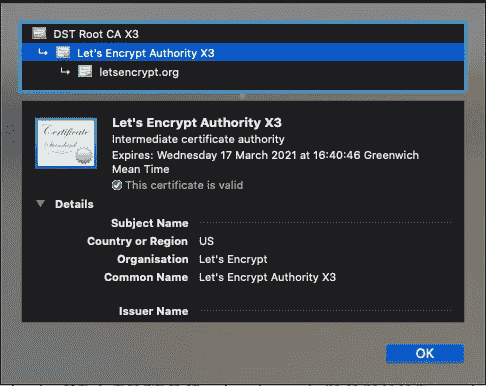 DST Root CA X3
Let's Encrypt Authority X3
letsencrypt.org
Let's Encrypt Authority X3
Intermediate certificate authority
Expires: Wednesday 17 March 2021 at 16:40:46 Greenwich
Mean Time
This certificate is valid
Details
Subject Name
Country or Region US
Organisation Let's Encrypt
Common Name Let's Encrypt Authority X3
Issuer Name
OK